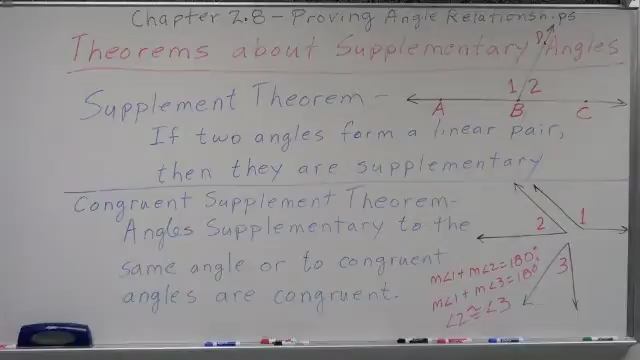 Chapter 2.8 - Proving Angle Relationships
Theorems about Supplementary Angles
D
1 2
Supplement Theorem -
A B C
If two angles form a linear pair,
then they are supplementary
Congruent Supplement Theorem-
Angles Supplementary to the
same angle or to congruent
angles are congruent.
2 1
3
m∠1 + m∠2 = 180°
m∠1 + m∠3 = 180°
∠2 ≅ ∠3